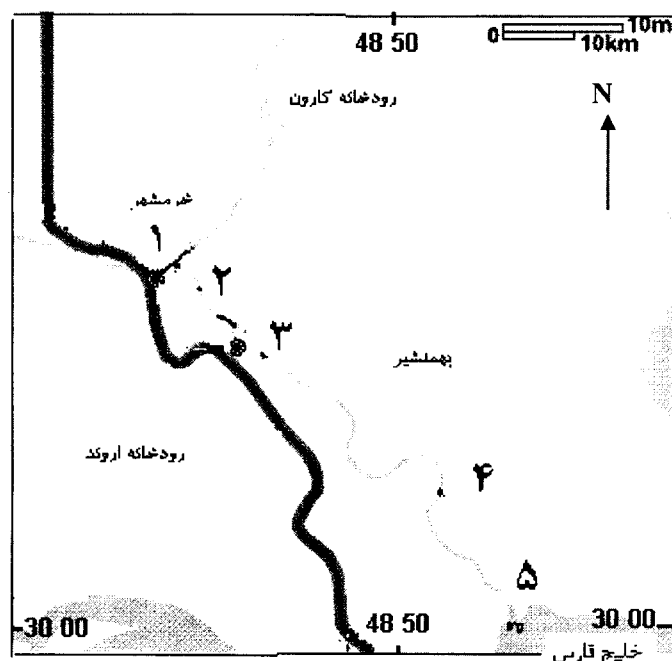 10m
48 50
0
10km
رودخانه کارون
N
خرمشهر
۱
۲
۳
بهمنشیر
رودخانه اروند
۴
۵
30 00
48 50
30 00
خلیج فارس